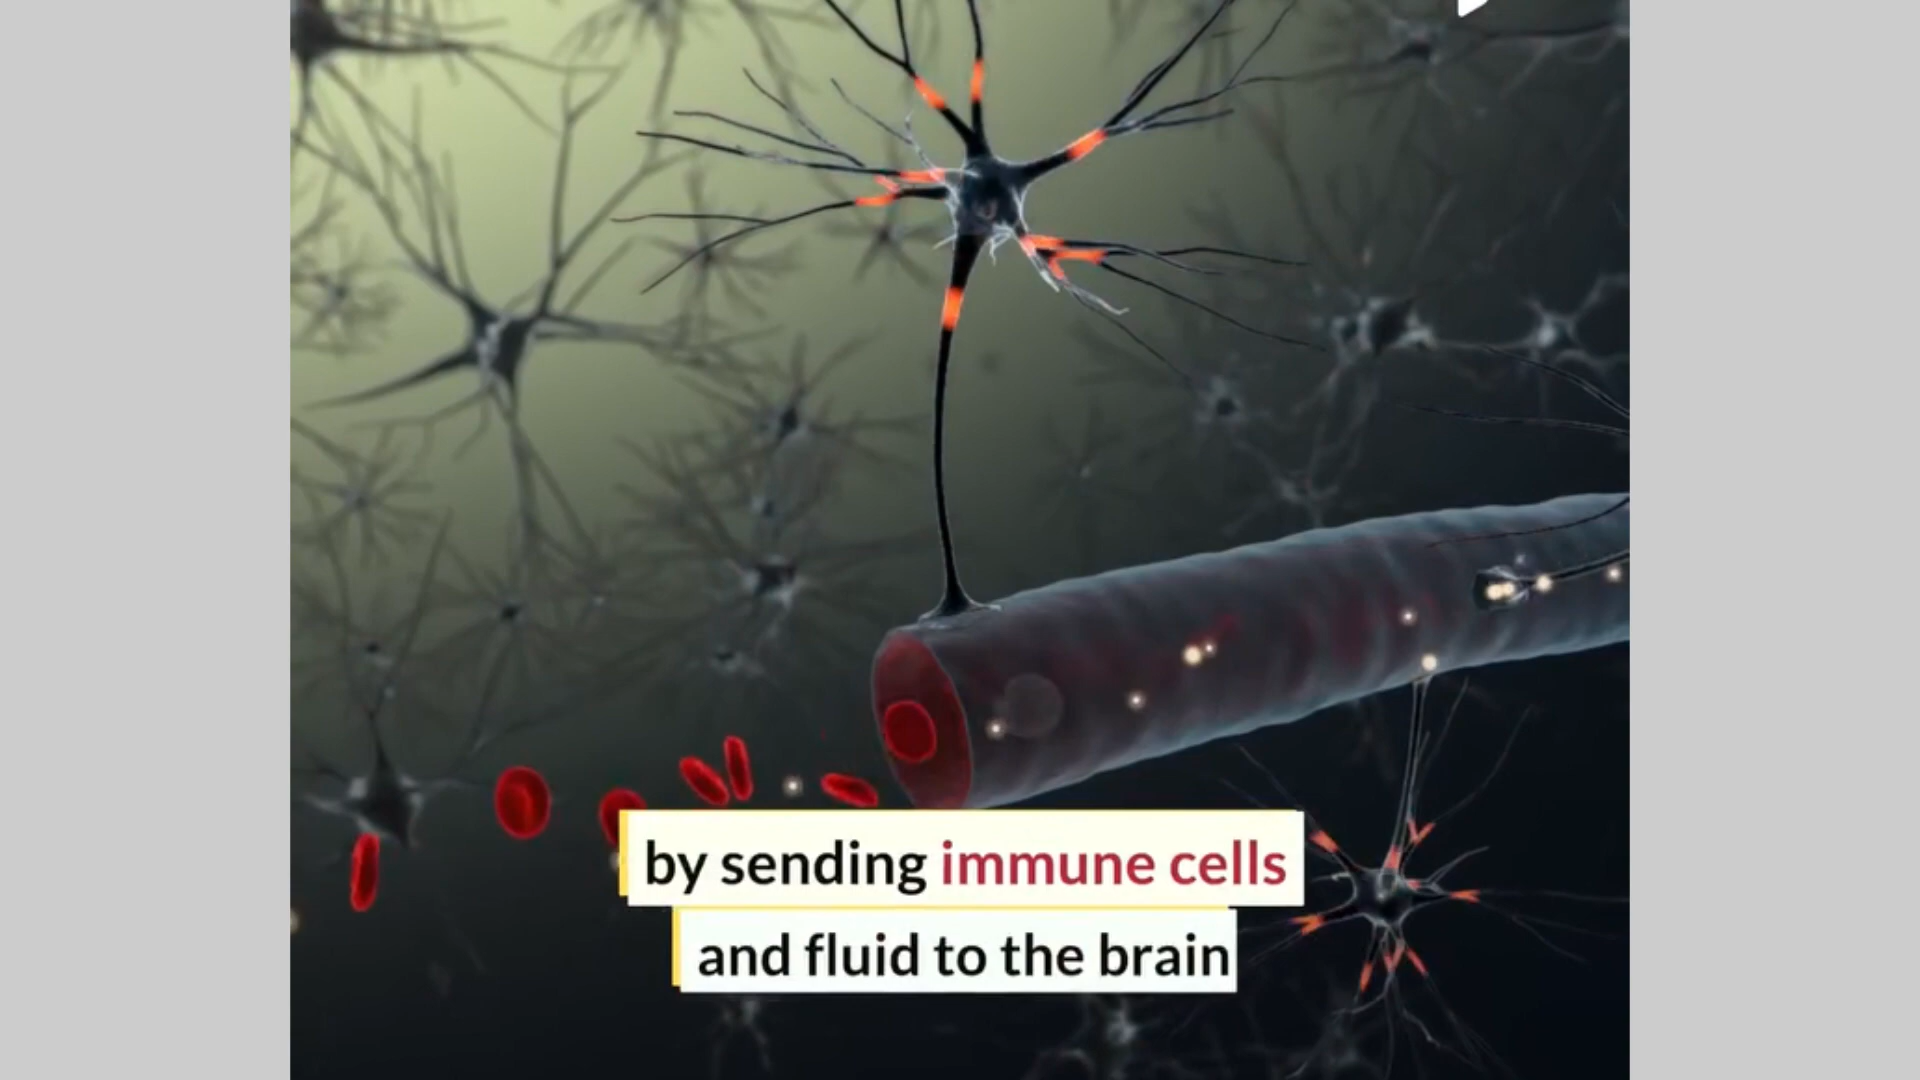 by sending immune cells
and fluid to the brain